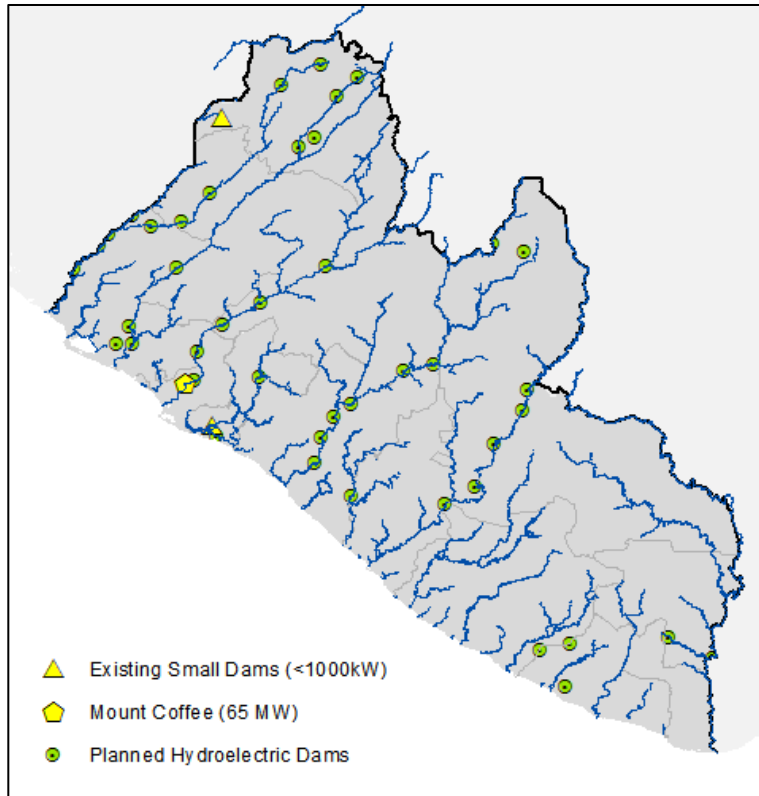 Existing Small Dams (<1000kW)
Mount Coffee (65 MW)
Planned Hydroelectric Dams